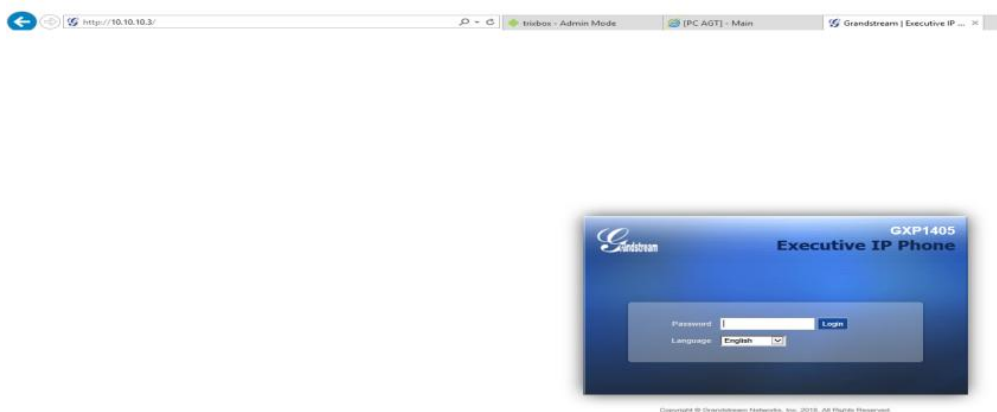 http://10.10.10.3/
trixbox - Admin Mode
[PC AGT] - Main
Grandstream | Executive IP ...
Grandstream
GXP1405
Executive IP Phone
Password
Login
Language
English
Copyright © Grandstream Networks, Inc. 2013. All Rights Reserved.